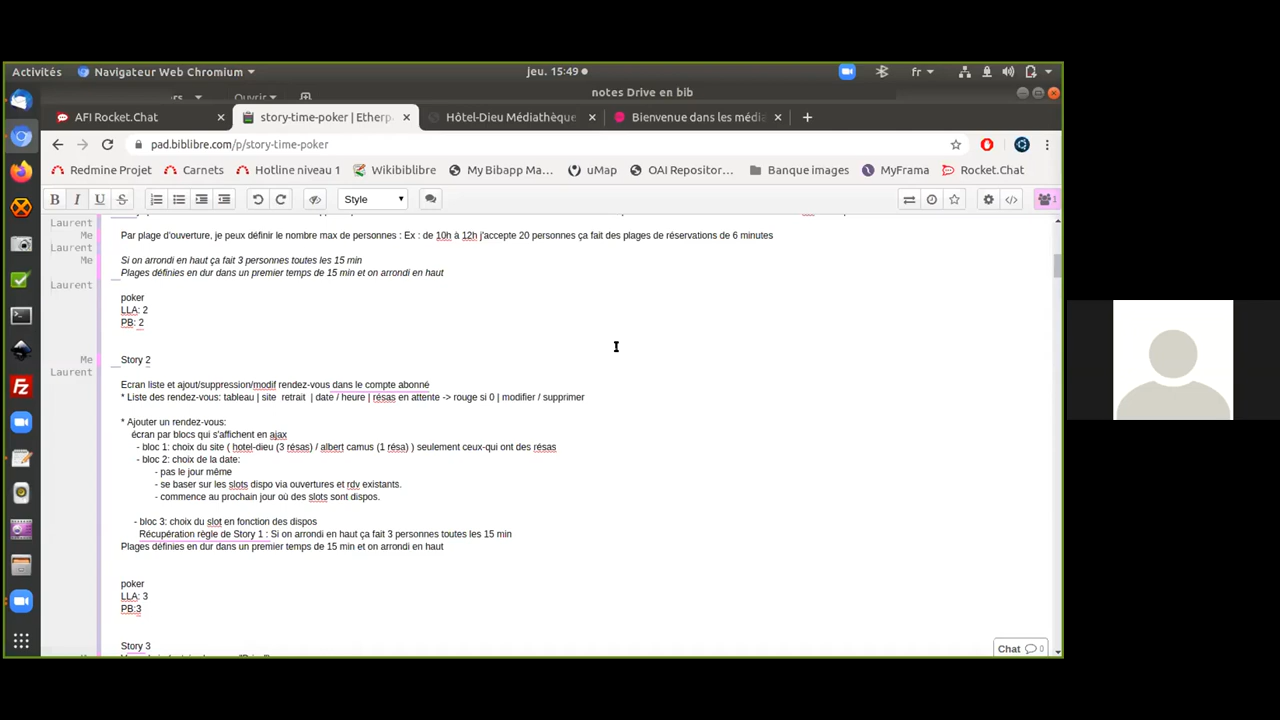 Activités
Navigateur Web Chromium
jeu. 15:49
fr
notes Drive en bib
Ouvrir
AFI Rocket.Chat
story-time-poker | Etherp
Hôtel-Dieu Médiathèque
Bienvenue dans les média
pad.biblibre.com/p/story-time-poker
Redmine Projet
Carnets
Hotline niveau 1
Wikibiblibre
My Bibapp M...
uMap
OAI Repositor...
Banque images
MyFrama
Rocket.Chat
B I U S
Style
1
Laurent
Me
Par plage d'ouverture, je peux définir le nombre max de personnes : Ex : de 10h à 12h j'accepte 20 personnes ça fait des plages de réservations de 6 minutes
Laurent
Me
Si on arrondi en haut ça fait 3 personnes toutes les 15 min
Plages définies en dur dans un premier temps de 15 min et on arrondi en haut
Laurent
poker
LLA: 2
PB: 2
Me
Story 2
Laurent
Ecran liste et ajout/suppression/modif rendez-vous dans le compte abonné
* Liste des rendez-vous: tableau | site retrait | date / heure | résas en attente -> rouge si 0 | modifier / supprimer
* Ajouter un rendez-vous:
écran par blocs qui s'affichent en ajax
- bloc 1: choix du site ( hotel-dieu (3 résas) / albert camus (1 résa) ) seulement ceux-qui ont des résas
- bloc 2: choix de la date:
- pas le jour même
- se baser sur les slots dispo via ouvertures et rdv existants.
- commence au prochain jour où des slots sont dispos.
- bloc 3: choix du slot en fonction des dispos
Récupération règle de Story 1 : Si on arrondi en haut ça fait 3 personnes toutes les 15 min
Plages définies en dur dans un premier temps de 15 min et on arrondi en haut
poker
LLA: 3
PB:3
Story 3
Chat 0